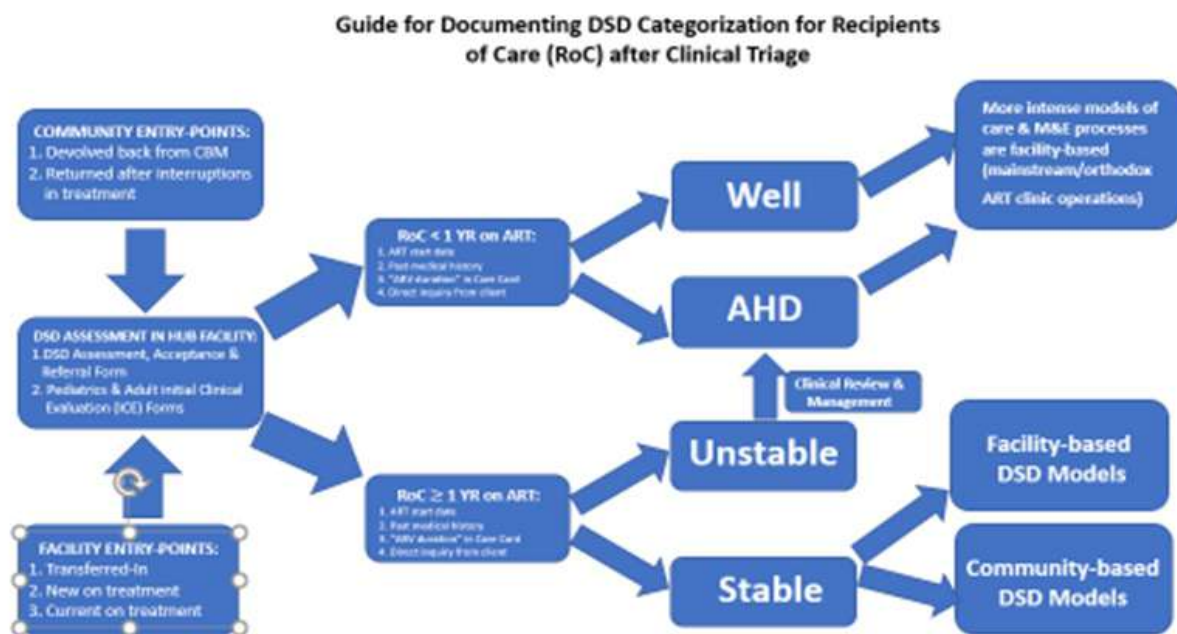 Guide for Documenting DSD Categorization for Recipients
of Care (RoC) after Clinical Triage
COMMUNITY ENTRY-POINTS:
1. Devolved back from CBM
2. Returned after interruptions
in treatment
DSD ASSESSMENT IN HUB FACILITY:
1.DSD Assessment, Acceptance &
Referral Form
2. Pediatrics & Adult Initial Clinical
Evaluation (ICE) Forms
FACILITY ENTRY-POINTS:
1. Transferred-In
2. New on treatment
3. Current on treatment
RoC < 1 YR on ART:
1. ART start date
2. Past medical history
3. "ARV duration" in Care Card
4. Direct inquiry from client
RoC ≥ 1 YR on ART:
1. ART start date
2. Past medical history
3. "ARV duration" in Care Card
4. Direct inquiry from client
Well
AHD
Clinical Review &
Management
Unstable
Stable
More intense models of
care & M&E processes
are facility-based
(mainstream/orthodox
ART clinic operations)
Facility-based
DSD Models
Community-based
DSD Models